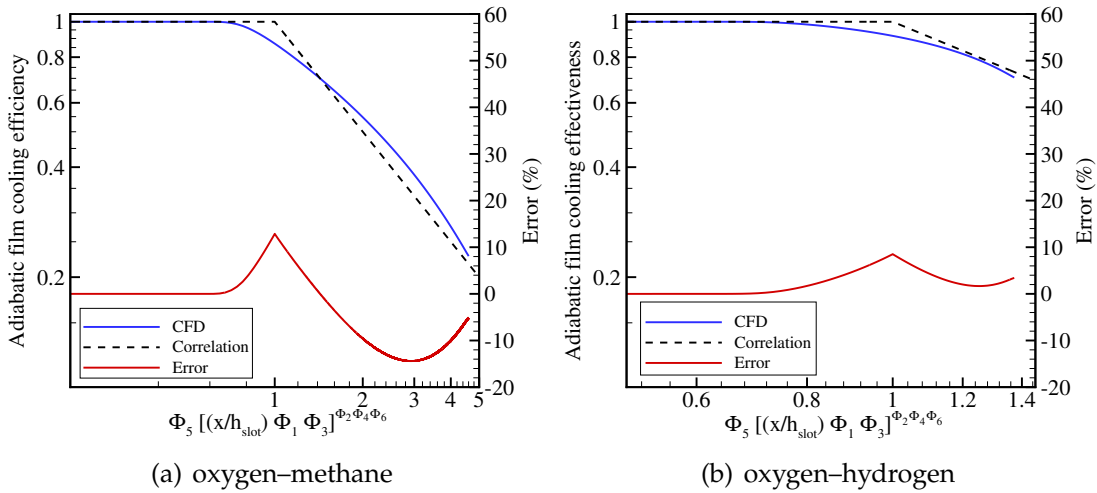 Adiabatic film cooling efficiency
1
0.8
0.6
0.4
0.2
60
50
40
30
20
10
0
-10
-20
Error (%)
CFD
Correlation
Error
1 2 3 4 5
Φ₅ [(x/h_slot) Φ₁ Φ₃]^Φ₂Φ₄Φ₆
(a) oxygen–methane
Adiabatic film cooling effectiveness
1
0.8
0.6
0.4
0.2
60
50
40
30
20
10
0
-10
-20
Error (%)
CFD
Correlation
Error
0.6 0.8 1 1.2 1.4
Φ₅ [(x/h_slot) Φ₁ Φ₃]^Φ₂Φ₄Φ₆
(b) oxygen–hydrogen